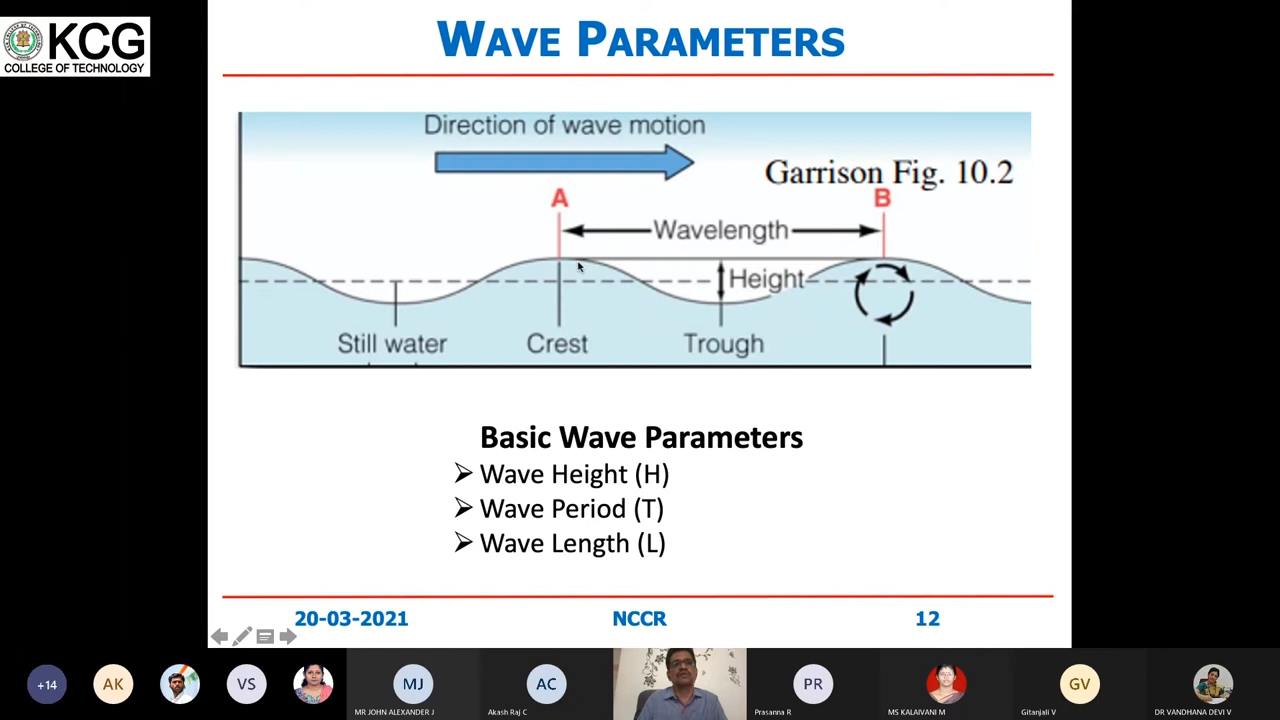 KCG
COLLEGE OF TECHNOLOGY
WAVE PARAMETERS
Direction of wave motion
Garrison Fig. 10.2
A
B
Wavelength
Height
Still water
Crest
Trough
Basic Wave Parameters
➢ Wave Height (H)
➢ Wave Period (T)
➢ Wave Length (L)
20-03-2021
NCCR
12
+14
AK
VS
MJ
AC
PR
GV
MR JOHN ALEXANDER J
Akash Raj C
Prasanna R
MS KALAIVANI M
Gitanjali V
DR VANDHANA DEVI V